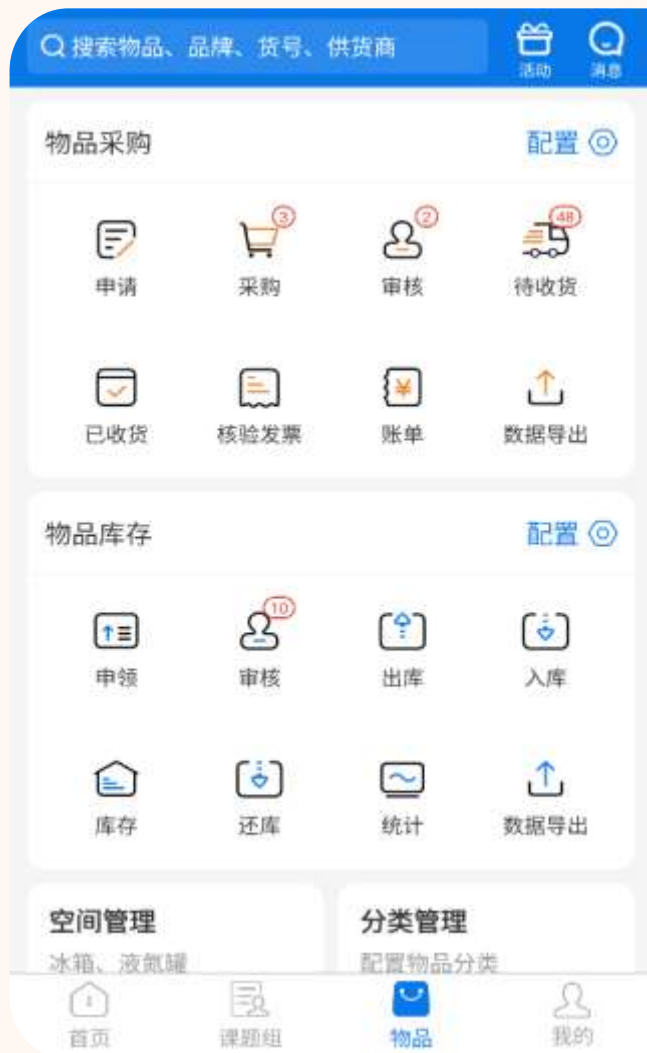 搜索物品、品牌、货号、供货商
活动
消息
物品采购
配置
3
2
48
申请
采购
审核
待收货
¥
已收货
核验发票
账单
数据导出
物品库存
配置
10
申领
审核
出库
入库
库存
还库
统计
数据导出
空间管理
分类管理
冰箱、液氮罐
配置物品分类
首页
课题组
物品
我的